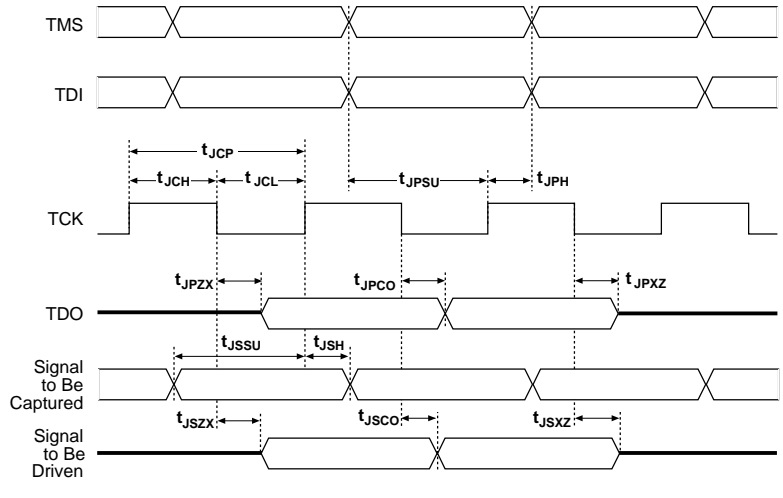 TMS
TDI
tJCP
tJCH
tJCL
tJPSU
tJPH
TCK
tJPZX
tJPCO
tJPXZ
TDO
tJSSU
tJSH
Signal
to Be
Captured
tJSZX
tJSCO
tJSXZ
Signal
to Be
Driven